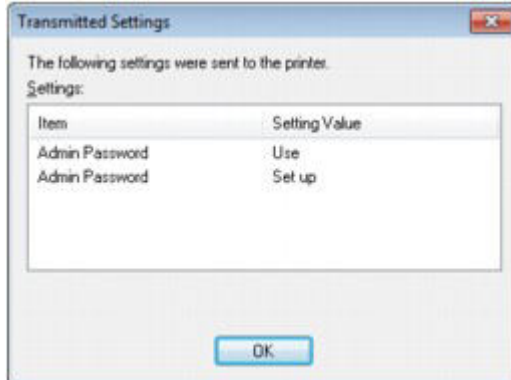 Transmitted Settings
The following settings were sent to the printer.
Settings:
Item Setting Value
Admin Password Use
Admin Password Set up
OK